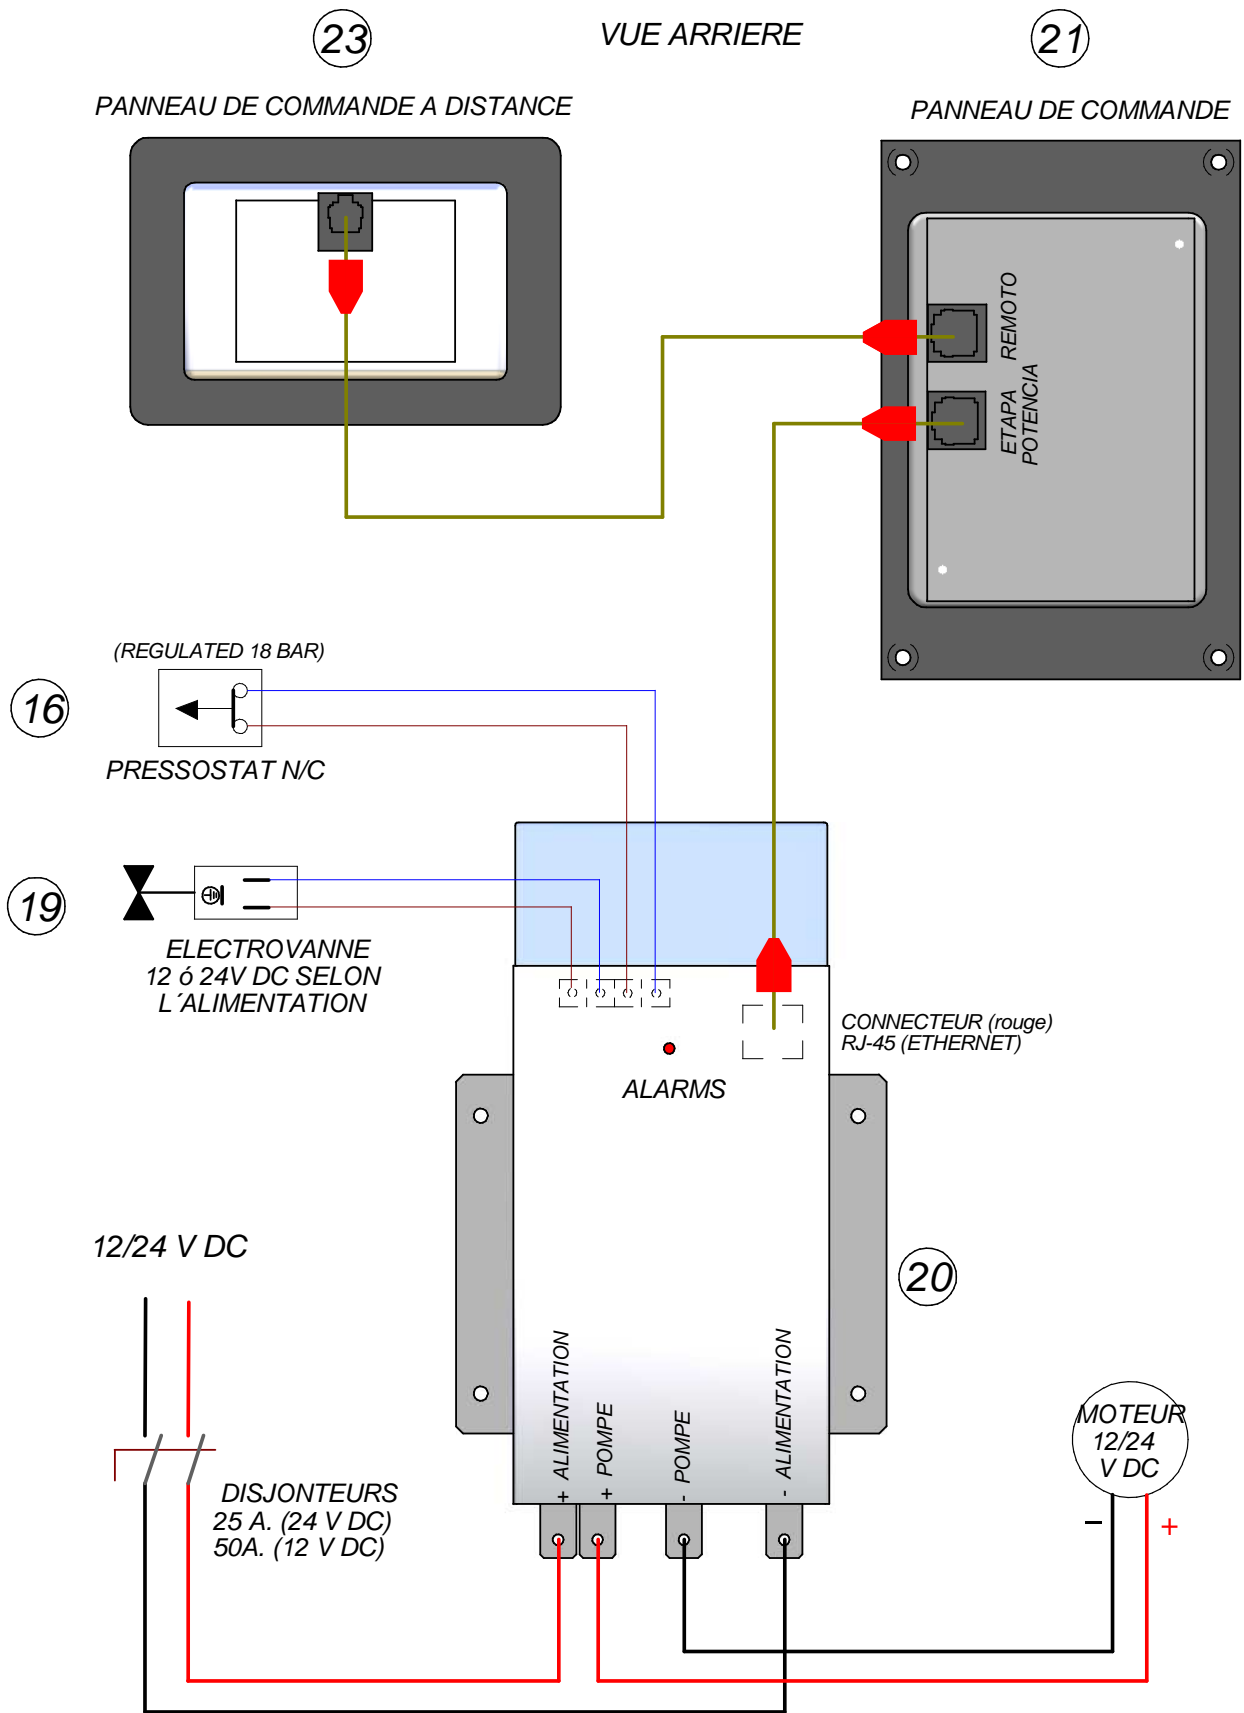 23
VUE ARRIERE
21
PANNEAU DE COMMANDE A DISTANCE
PANNEAU DE COMMANDE
REMOTO
ETAPA
POTENCIA
(REGULATED 18 BAR)
16
PRESSOSTAT N/C
19
ELECTROVANNE
12 ó 24V DC SELON
L´ALIMENTATION
CONNECTEUR (rouge)
RJ-45 (ETHERNET)
ALARMS
12/24 V DC
20
+ ALIMENTATION
+ POMPE
- POMPE
- ALIMENTATION
MOTEUR
12/24
V DC
DISJONTEURS
25 A. (24 V DC)
50A. (12 V DC)
− +